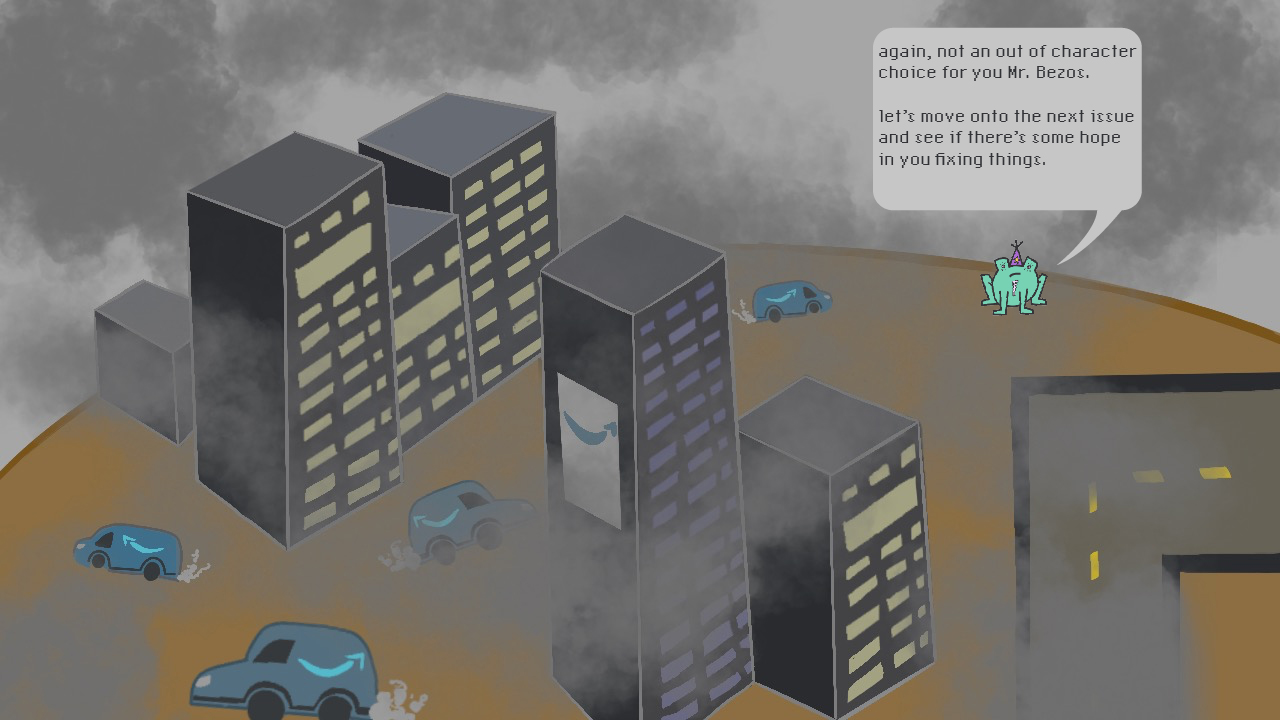 again, not an out of character
choice for you Mr. Bezos.
let's move onto the next issue
and see if there's some hope
in you fixing things.